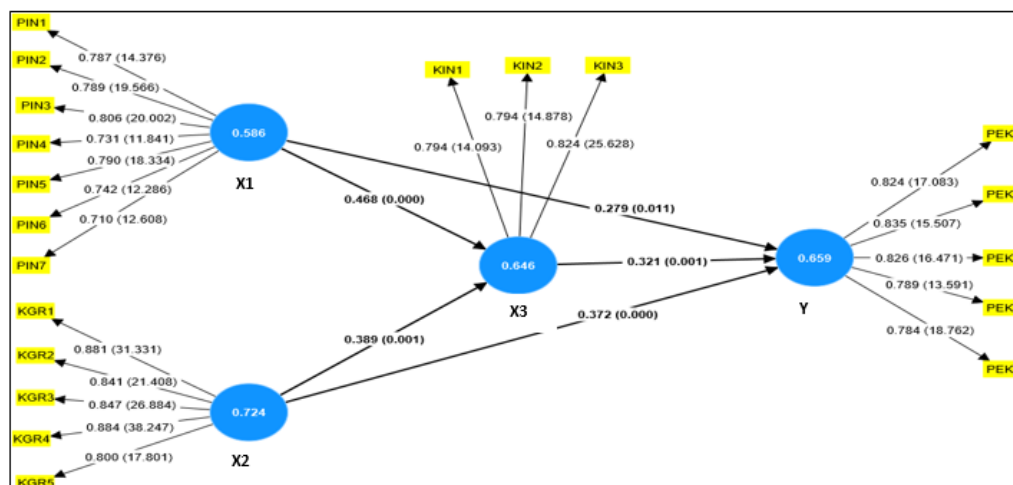 PIN1
PIN2
PIN3
PIN4
PIN5
PIN6
PIN7
0.787 (14.376)
0.789 (19.566)
0.806 (20.002)
0.731 (11.841)
0.790 (18.334)
0.742 (12.286)
0.710 (12.608)
0.586
X1
KIN1
KIN2
KIN3
0.794 (14.093)
0.794 (14.878)
0.824 (25.628)
0.468 (0.000)
0.279 (0.011)
0.646
X3
0.321 (0.001)
0.389 (0.001)
0.372 (0.000)
KGR1
KGR2
KGR3
KGR4
KGR5
0.881 (31.331)
0.841 (21.408)
0.847 (26.884)
0.884 (38.247)
0.800 (17.801)
0.724
X2
0.659
Y
0.824 (17.083)
0.835 (15.507)
0.826 (16.471)
0.789 (13.591)
0.784 (18.762)
PEK
PEK
PEK
PEK
PEK